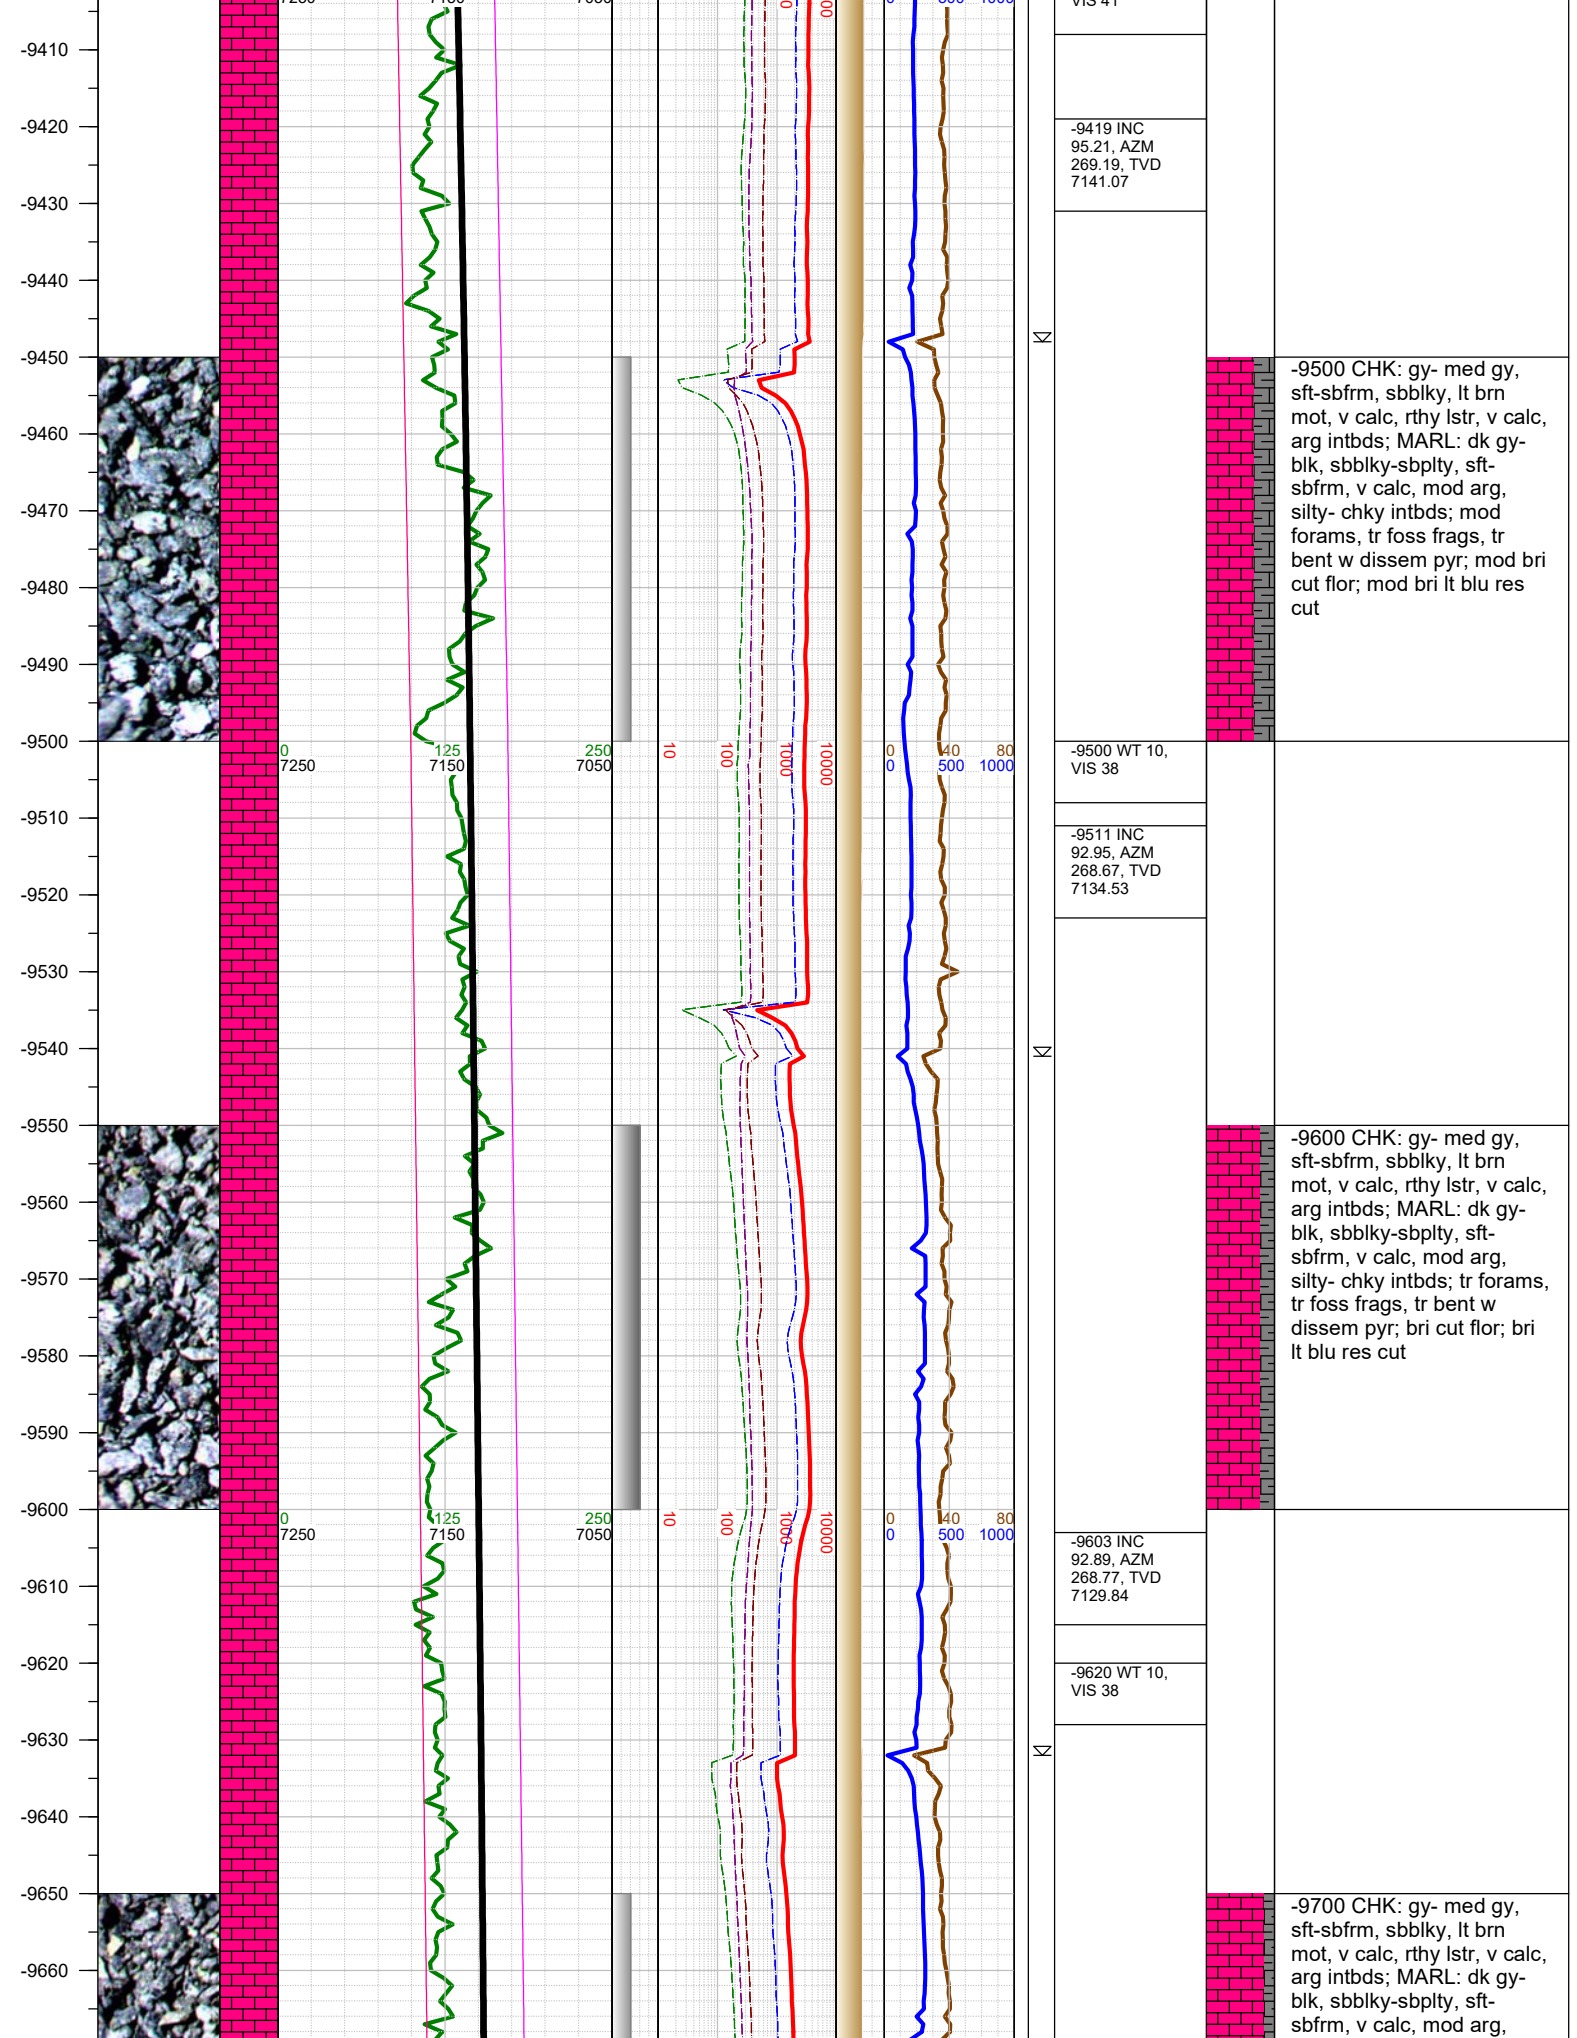 VIS 41
-9410
-9420
-9419 INC
95.21, AZM
269.19, TVD
7141.07
-9430
-9440
-9450
-9500 CHK: gy- med gy,
sft-sbfrm, sbblky, lt brn
mot, v calc, rthy lstr, v calc,
arg intbds; MARL: dk gy-
blk, sbblky-sbplty, sft-
sbfrm, v calc, mod arg,
silty- chky intbds; mod
forams, tr foss frags, tr
bent w dissem pyr; mod bri
cut flor; mod bri lt blu res
cut
-9460
-9470
-9480
-9490
-9500
0 125 250
7250 7150 7050
10 100 1000 10000
0 40 80
0 500 1000
-9500 WT 10,
VIS 38
-9510
-9511 INC
92.95, AZM
268.67, TVD
7134.53
-9520
-9530
-9540
-9550
-9600 CHK: gy- med gy,
sft-sbfrm, sbblky, lt brn
mot, v calc, rthy lstr, v calc,
arg intbds; MARL: dk gy-
blk, sbblky-sbplty, sft-
sbfrm, v calc, mod arg,
silty- chky intbds; tr forams,
tr foss frags, tr bent w
dissem pyr; bri cut flor; bri
lt blu res cut
-9560
-9570
-9580
-9590
-9600
0 125 250
7250 7150 7050
10 100 1000 10000
0 40 80
0 500 1000
-9603 INC
92.89, AZM
268.77, TVD
7129.84
-9610
-9620
-9620 WT 10,
VIS 38
-9630
-9640
-9650
-9700 CHK: gy- med gy,
sft-sbfrm, sbblky, lt brn
mot, v calc, rthy lstr, v calc,
arg intbds; MARL: dk gy-
blk, sbblky-sbplty, sft-
sbfrm, v calc, mod arg,
-9660